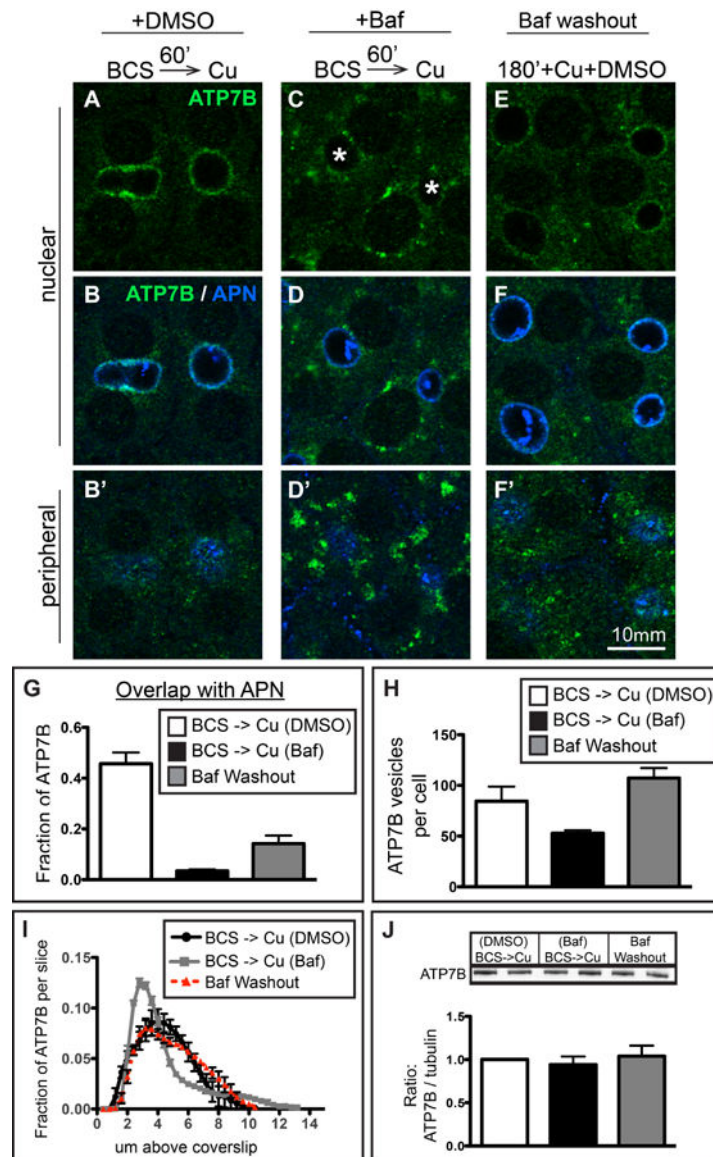 +DMSO
60'
BCS → Cu
+Baf
60'
BCS → Cu
Baf washout
180'+Cu+DMSO
nuclear
A
ATP7B
C
*
*
E
B
ATP7B / APN
D
F
peripheral
B'
D'
F'
10mm
G
Overlap with APN
Fraction of ATP7B
0.6
0.4
0.2
0.0
BCS -> Cu (DMSO)
BCS -> Cu (Baf)
Baf Washout
H
BCS -> Cu (DMSO)
BCS -> Cu (Baf)
Baf Washout
ATP7B vesicles
per cell
150
100
50
0
I
BCS -> Cu (DMSO)
BCS -> Cu (Baf)
Baf Washout
Fraction of ATP7B per slice
0.15
0.10
0.05
0.00
0 2 4 6 8 10 12 14
um above coverslip
J
(DMSO)
BCS->Cu
(Baf)
BCS->Cu
Baf
Washout
ATP7B
Ratio:
ATP7B / tubulin
1.5
1.0
0.5
0.0